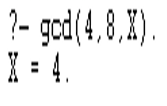 ?- gcd(4,8,X).
X = 4.